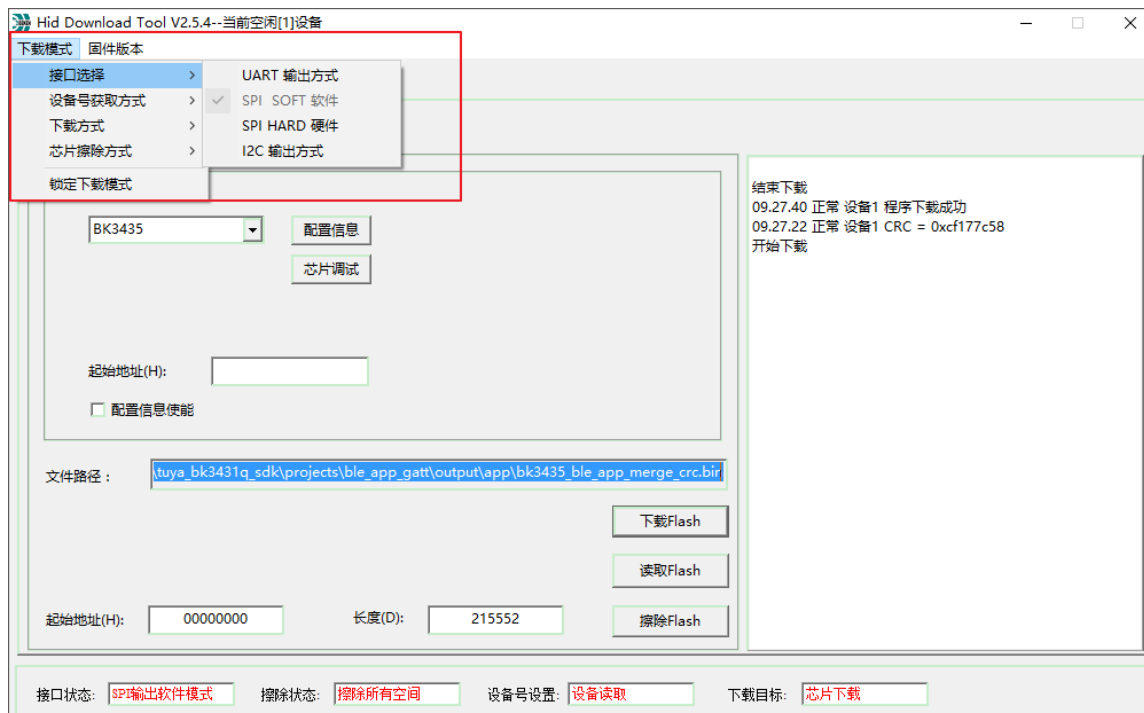 Hid Download Tool V2.5.4--当前空闲[1]设备
下载模式 固件版本
接口选择
设备号获取方式
下载方式
芯片擦除方式
锁定下载模式
UART 输出方式
SPI SOFT 软件
SPI HARD 硬件
I2C 输出方式
BK3435
配置信息
芯片调试
起始地址(H):
配置信息使能
文件路径：
\tuya_bk3431q_sdk\projects\ble_app_gatt\output\app\bk3435_ble_app_merge_crc.bin
下载Flash
读取Flash
起始地址(H): 00000000 长度(D): 215552 擦除Flash
结束下载
09.27.40 正常 设备1 程序下载成功
09.27.22 正常 设备1 CRC = 0xcf177c58
开始下载
接口状态: SPI输出软件模式 擦除状态: 擦除所有空间 设备号设置: 设备读取 下载目标: 芯片下载